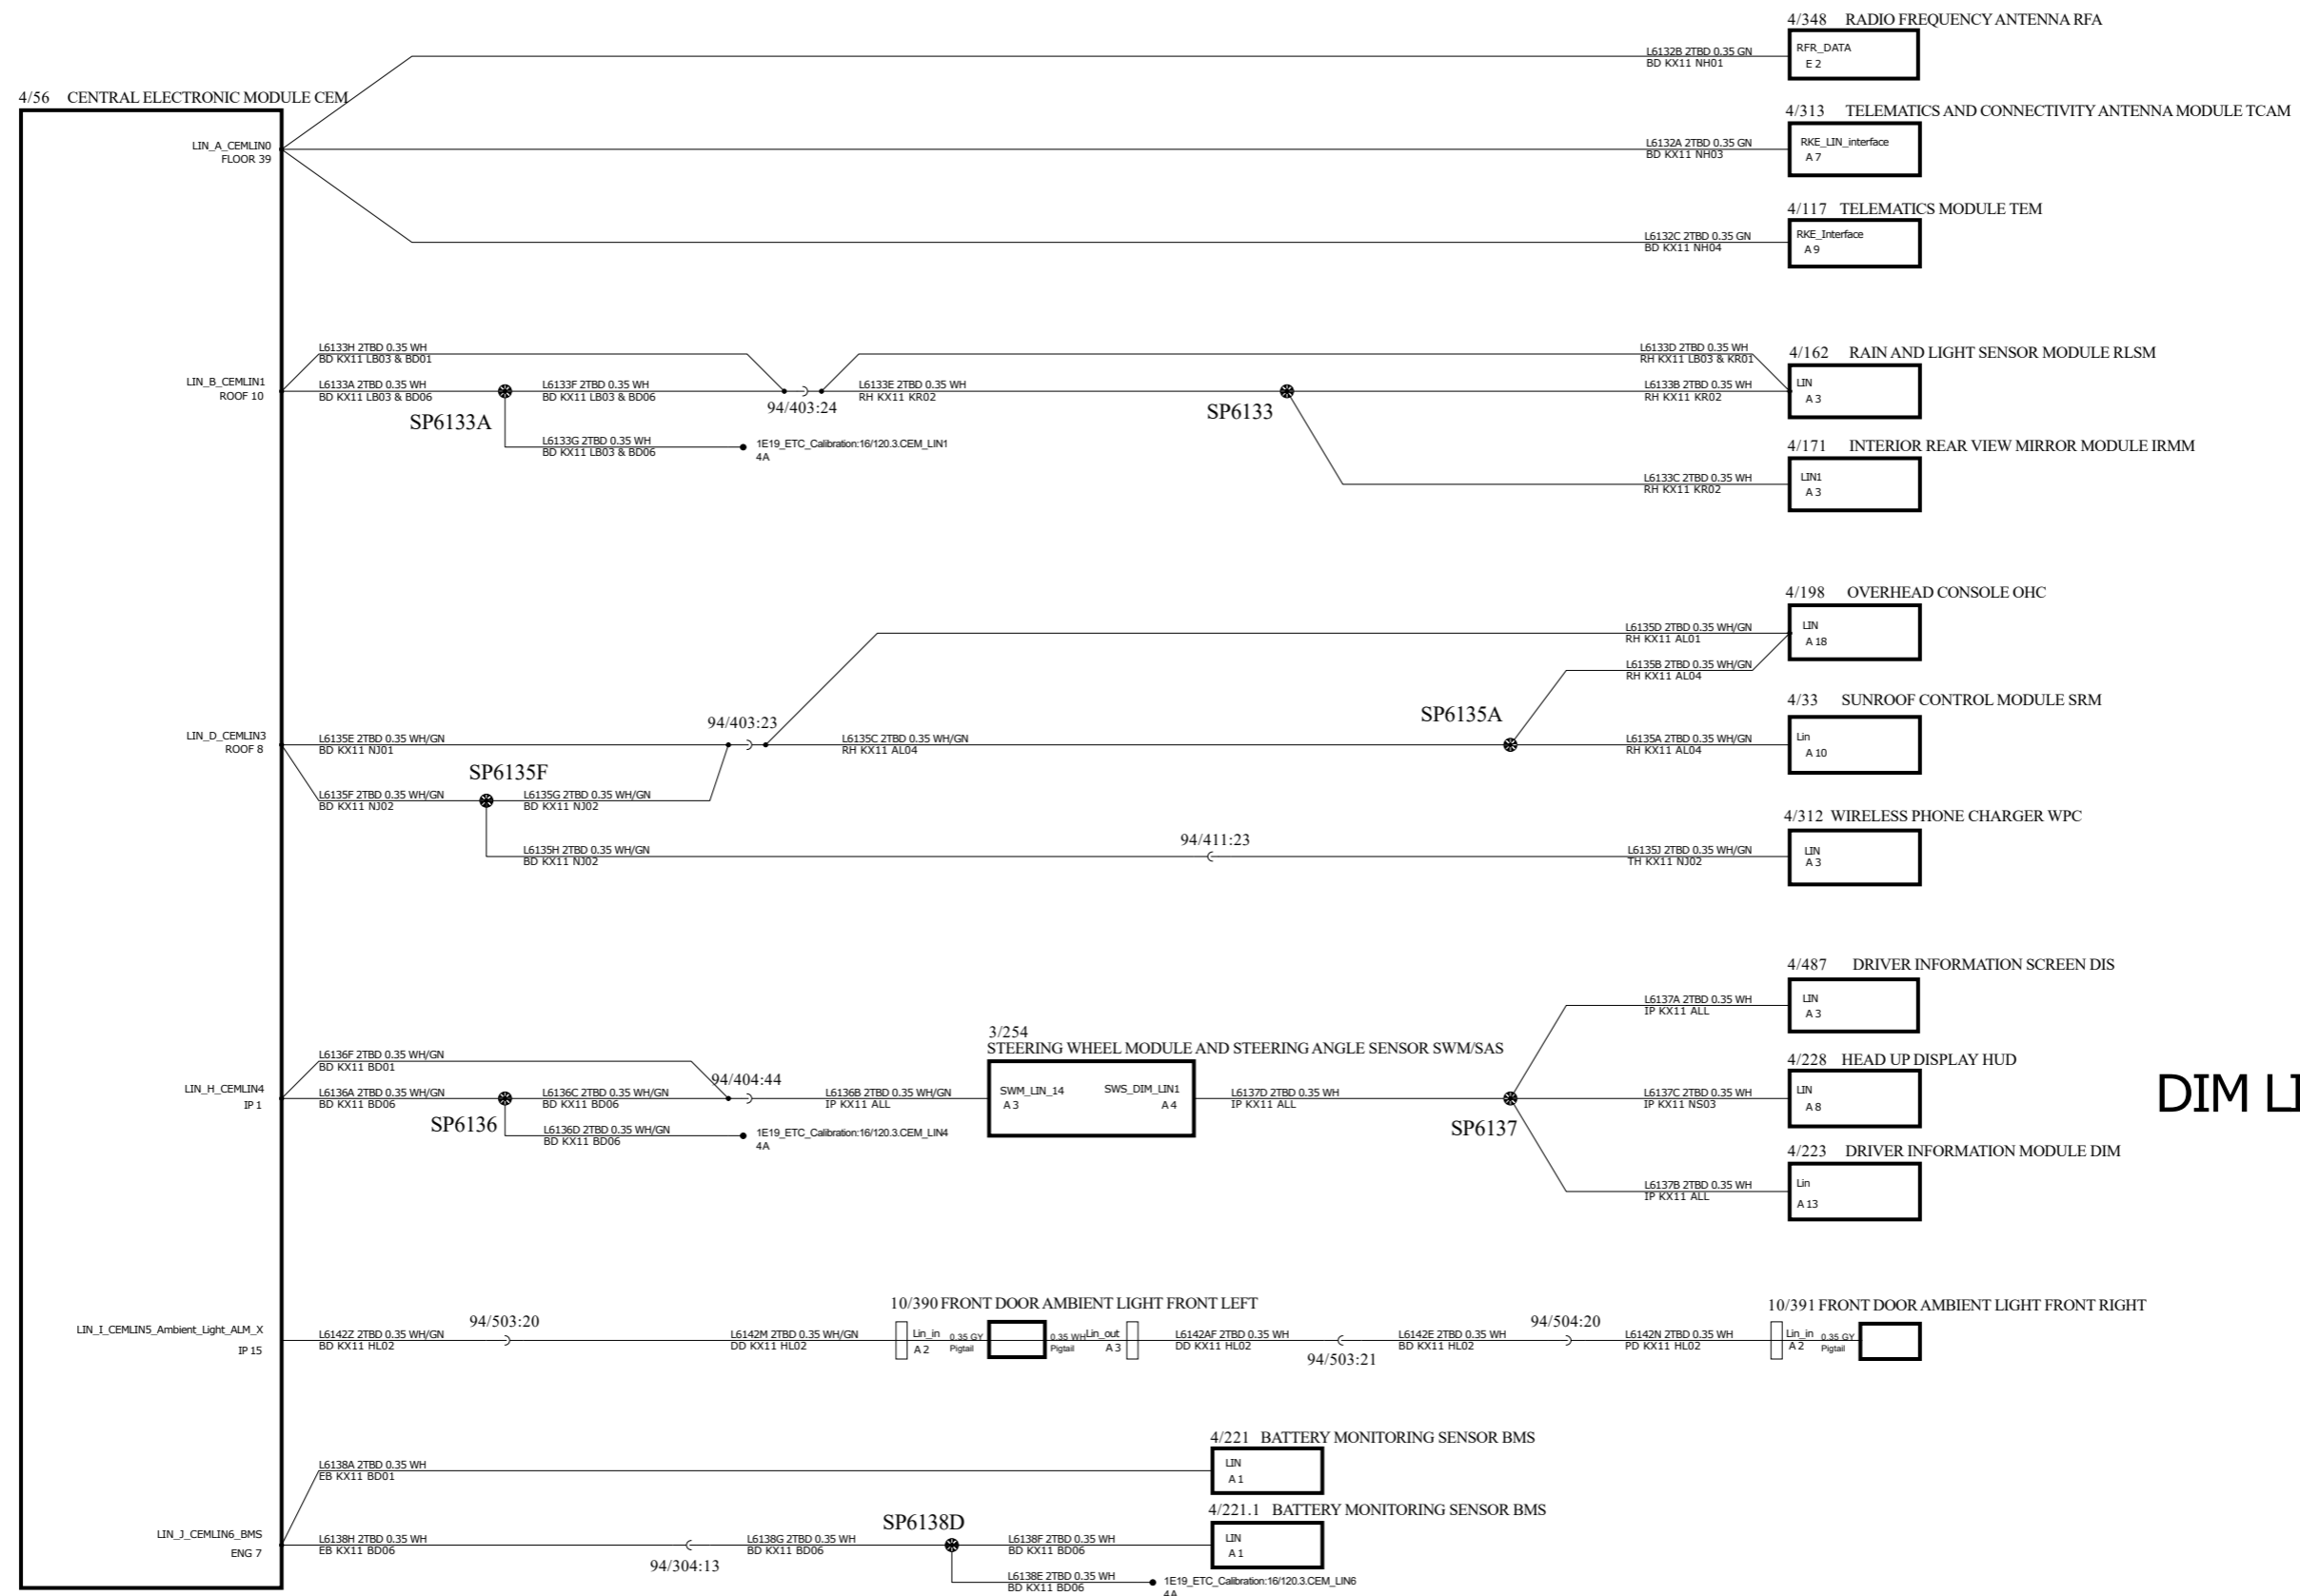 4/348 RADIO FREQUENCY ANTENNA RFA
L6132B 2TBD 0.35 GN
BD KX11 NH01
RFR_DATA
E 2
4/56 CENTRAL ELECTRONIC MODULE CEM
4/313 TELEMATICS AND CONNECTIVITY ANTENNA MODULE TCAM
LIN_A_CEMLIN0
FLOOR 39
L6132A 2TBD 0.35 GN
BD KX11 NH03
RKE_LIN_interface
A 7
4/117 TELEMATICS MODULE TEM
L6132C 2TBD 0.35 GN
BD KX11 NH04
RKE_Interface
A 9
L6133H 2TBD 0.35 WH
BD KX11 LB03 & BD01
L6133D 2TBD 0.35 WH
RH KX11 LB03 & KR01
4/162 RAIN AND LIGHT SENSOR MODULE RLSM
LIN_B_CEMLIN1
ROOF 10
L6133A 2TBD 0.35 WH
BD KX11 LB03 & BD06
SP6133A
L6133F 2TBD 0.35 WH
BD KX11 LB03 & BD06
94/403:24
L6133E 2TBD 0.35 WH
RH KX11 KR02
SP6133
L6133B 2TBD 0.35 WH
RH KX11 KR02
LIN
A 3
L6133G 2TBD 0.35 WH
BD KX11 LB03 & BD06
1E19_ETC_Calibration:16/120.3.CEM_LIN1
4A
4/171 INTERIOR REAR VIEW MIRROR MODULE IRMM
L6133C 2TBD 0.35 WH
RH KX11 KR02
LIN1
A 3
4/198 OVERHEAD CONSOLE OHC
L6135D 2TBD 0.35 WH/GN
RH KX11 AL01
LIN
A 18
L6135B 2TBD 0.35 WH/GN
RH KX11 AL04
4/33 SUNROOF CONTROL MODULE SRM
LIN_D_CEMLIN3
ROOF 8
L6135E 2TBD 0.35 WH/GN
BD KX11 NJ01
94/403:23
L6135C 2TBD 0.35 WH/GN
RH KX11 AL04
SP6135A
L6135A 2TBD 0.35 WH/GN
RH KX11 AL04
Lin
A 10
SP6135F
L6135F 2TBD 0.35 WH/GN
BD KX11 NJ02
L6135G 2TBD 0.35 WH/GN
BD KX11 NJ02
4/312 WIRELESS PHONE CHARGER WPC
L6135H 2TBD 0.35 WH/GN
BD KX11 NJ02
94/411:23
L6135J 2TBD 0.35 WH/GN
TH KX11 NJ02
LIN
A 3
4/487 DRIVER INFORMATION SCREEN DIS
L6137A 2TBD 0.35 WH
IP KX11 ALL
LIN
A 3
3/254
STEERING WHEEL MODULE AND STEERING ANGLE SENSOR SWM/SAS
L6136F 2TBD 0.35 WH/GN
BD KX11 BD01
4/228 HEAD UP DISPLAY HUD
LIN_H_CEMLIN4
IP 1
L6136A 2TBD 0.35 WH/GN
BD KX11 BD06
SP6136
L6136C 2TBD 0.35 WH/GN
BD KX11 BD06
94/404:44
L6136B 2TBD 0.35 WH/GN
IP KX11 ALL
SWM_LIN_14
A 3
SWS_DIM_LIN1
A 4
L6137D 2TBD 0.35 WH
IP KX11 ALL
SP6137
L6137C 2TBD 0.35 WH
IP KX11 NS03
LIN
A 8
DIM LI
L6136D 2TBD 0.35 WH/GN
BD KX11 BD06
1E19_ETC_Calibration:16/120.3.CEM_LIN4
4A
4/223 DRIVER INFORMATION MODULE DIM
L6137B 2TBD 0.35 WH
IP KX11 ALL
Lin
A 13
LIN_I_CEMLIN5_Ambient_Light_ALM_X
IP 15
L6142Z 2TBD 0.35 WH/GN
BD KX11 HL02
94/503:20
L6142M 2TBD 0.35 WH/GN
DD KX11 HL02
10/390 FRONT DOOR AMBIENT LIGHT FRONT LEFT
Lin_in
A 2
0.35 GY
Pigtail
0.35 WH
Pigtail
Lin_out
A 3
L6142AF 2TBD 0.35 WH
DD KX11 HL02
94/503:21
L6142E 2TBD 0.35 WH
BD KX11 HL02
94/504:20
L6142N 2TBD 0.35 WH
PD KX11 HL02
10/391 FRONT DOOR AMBIENT LIGHT FRONT RIGHT
Lin_in
A 2
0.35 GY
Pigtail
4/221 BATTERY MONITORING SENSOR BMS
L6138A 2TBD 0.35 WH
EB KX11 BD01
LIN
A 1
4/221.1 BATTERY MONITORING SENSOR BMS
LIN_J_CEMLIN6_BMS
ENG 7
L6138H 2TBD 0.35 WH
EB KX11 BD06
94/304:13
L6138G 2TBD 0.35 WH
BD KX11 BD06
SP6138D
L6138F 2TBD 0.35 WH
BD KX11 BD06
LIN
A 1
L6138E 2TBD 0.35 WH
BD KX11 BD06
1E19_ETC_Calibration:16/120.3.CEM_LIN6
4A